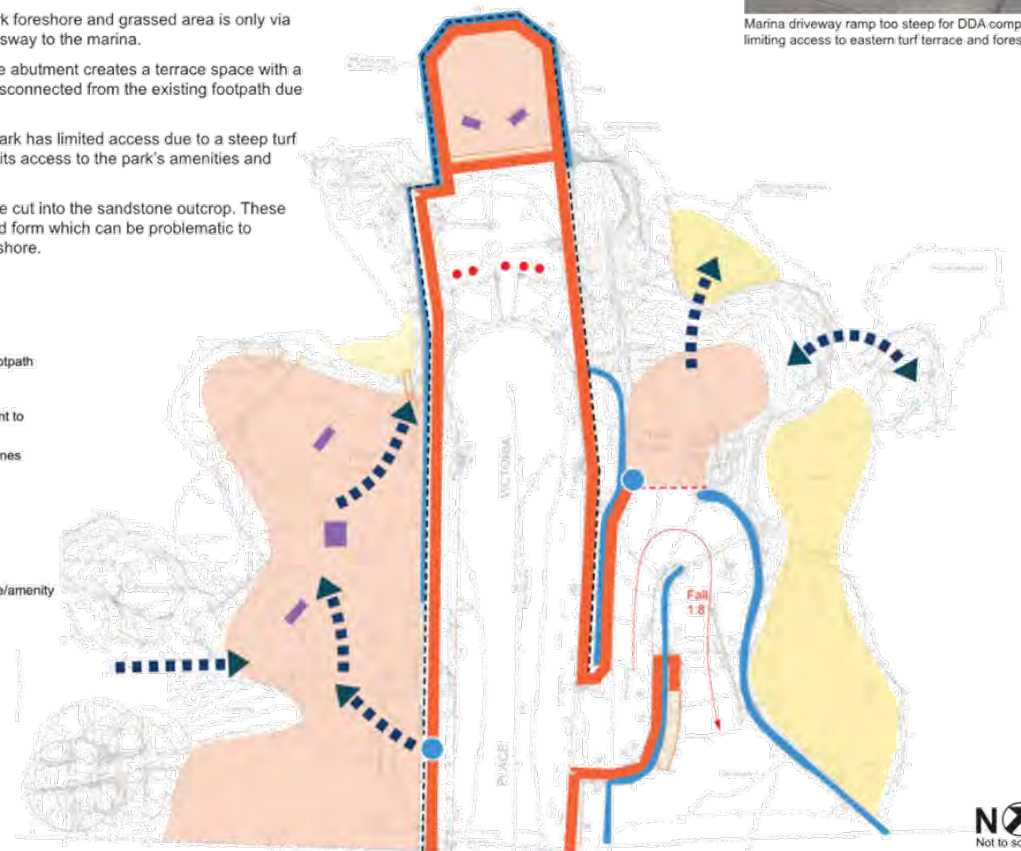 k foreshore and grassed area is only via
sway to the marina.
e abutment creates a terrace space with a
sconnected from the existing footpath due
ark has limited access due to a steep turf
its access to the park's amenities and
e cut into the sandstone outcrop. These
d form which can be problematic to
shore.
Marina driveway ramp too steep for DDA comp
limiting access to eastern turf terrace and fores
otpath
nt to
nes
e/amenity
VICTORIA
PLACE
Fall
1:8
N
Not to sc